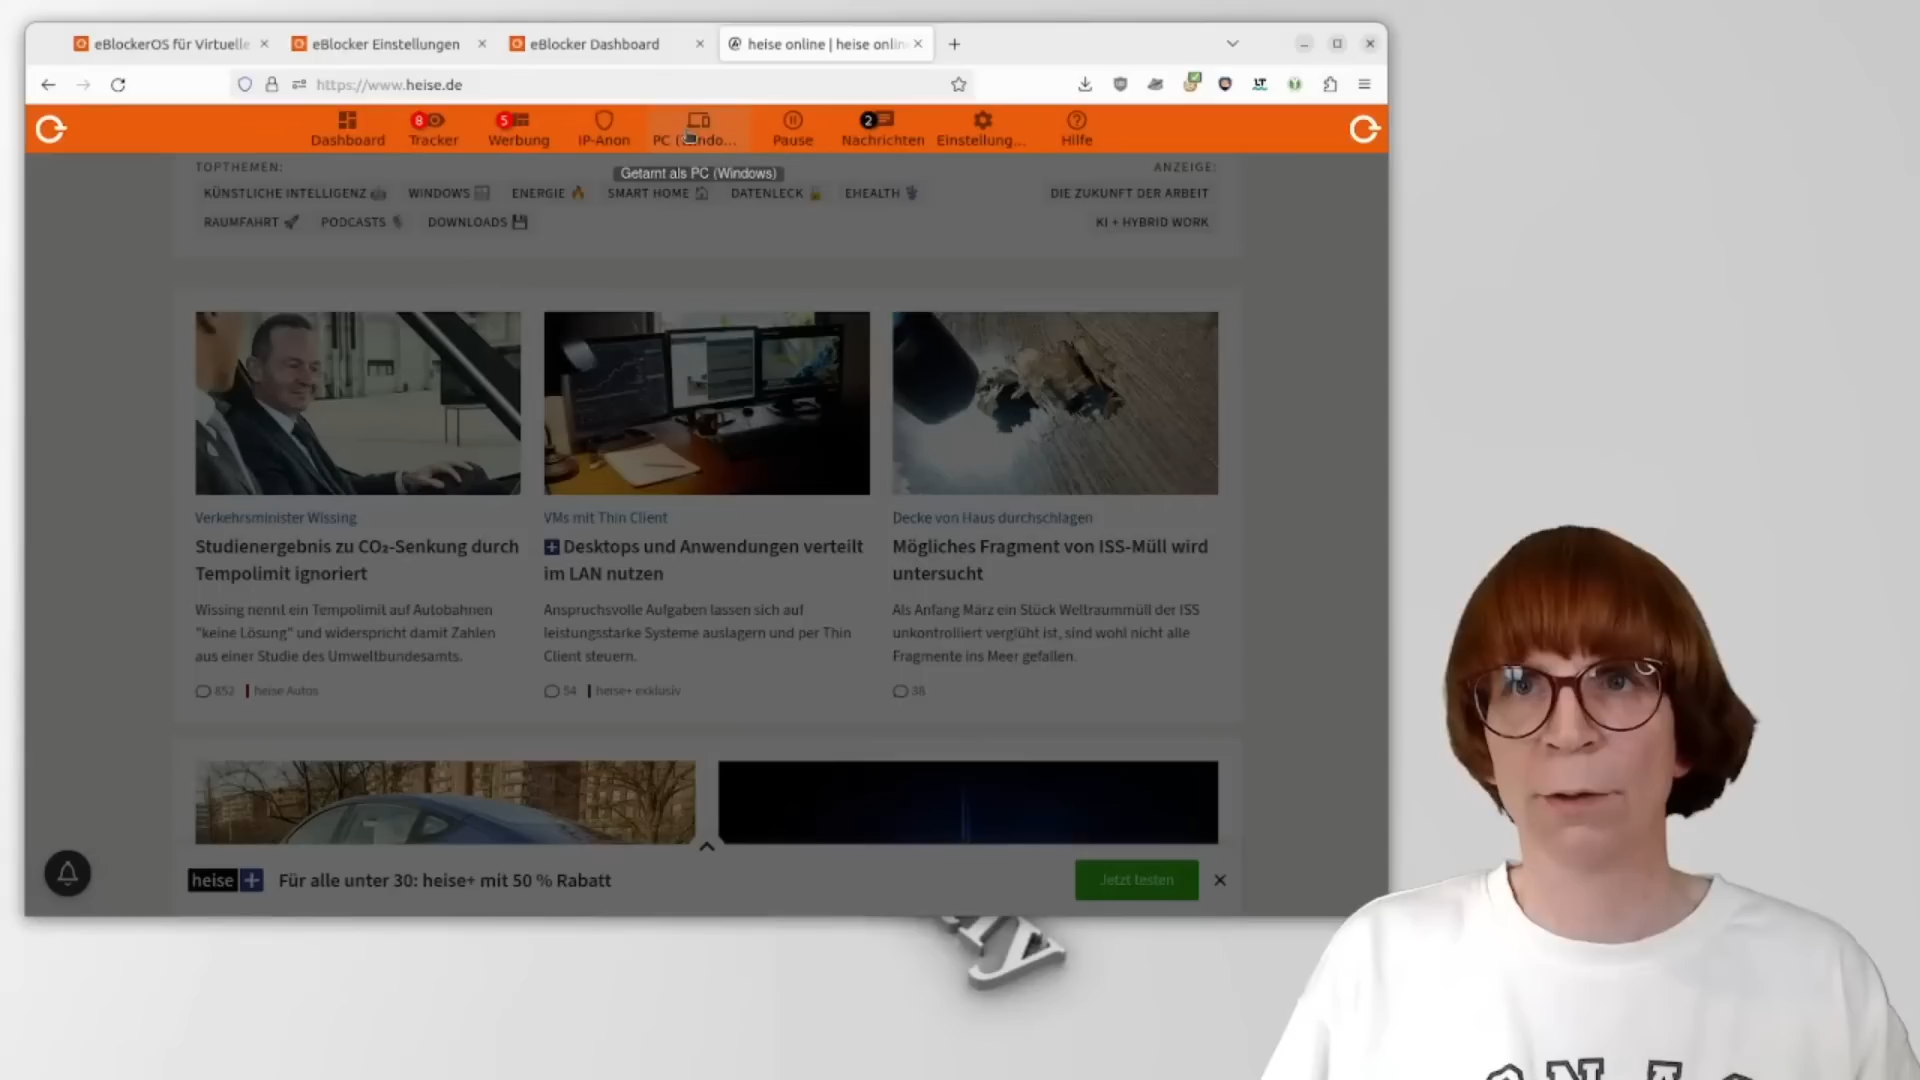 eBlockerOS für Virtuelle
eBlocker Einstellungen
eBlocker Dashboard
heise online | heise onlin
https://www.heise.de
LT
Dashboard
8
Tracker
5
Werbung
IP-Anon
PC (Windo...
Pause
2
Nachrichten
Einstellung...
Hilfe
Getarnt als PC (Windows)
TOPTHEMEN:
ANZEIGE:
KÜNSTLICHE INTELLIGENZ
WINDOWS
ENERGIE
SMART HOME
DATENLECK
EHEALTH
DIE ZUKUNFT DER ARBEIT
RAUMFAHRT
PODCASTS
DOWNLOADS
KI + HYBRID WORK
Verkehrsminister Wissing
Studienergebnis zu CO₂-Senkung durch
Tempolimit ignoriert
Wissing nennt ein Tempolimit auf Autobahnen
"keine Lösung" und widerspricht damit Zahlen
aus einer Studie des Umweltbundesamts.
852 | heise Autos
VMs mit Thin Client
Desktops und Anwendungen verteilt
im LAN nutzen
Anspruchsvolle Aufgaben lassen sich auf
leistungsstarke Systeme auslagern und per Thin
Client steuern.
54 | heise+ exklusiv
Decke von Haus durchschlagen
Mögliches Fragment von ISS-Müll wird
untersucht
Als Anfang März ein Stück Weltraummüll der ISS
unkontrolliert verglüht ist, sind wohl nicht alle
Fragmente ins Meer gefallen.
38
heise +
Für alle unter 30: heise+ mit 50 % Rabatt
Jetzt testen